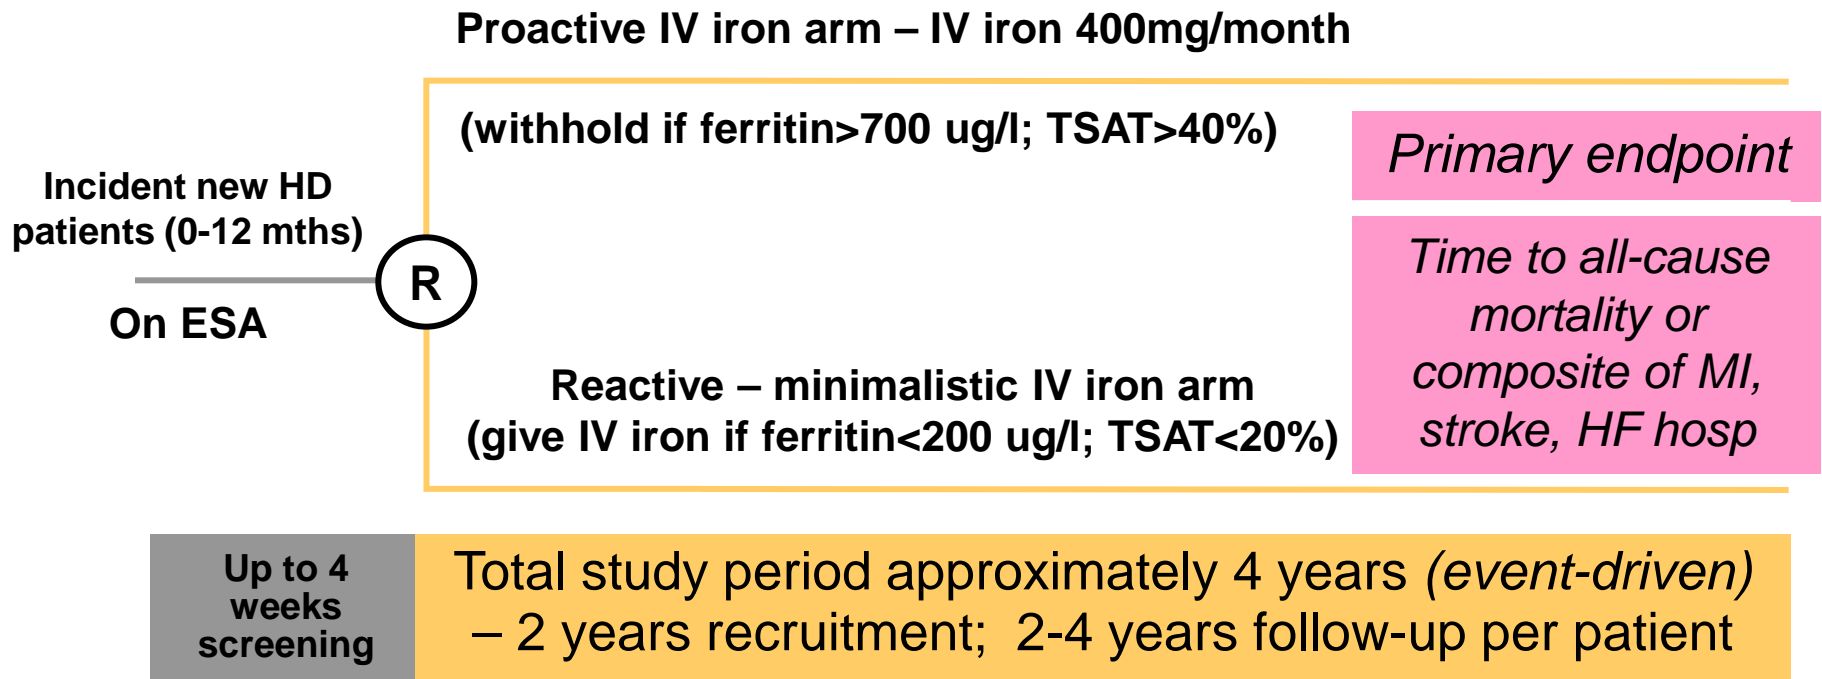 Proactive IV iron arm – IV iron 400mg/month
(withhold if ferritin>700 ug/l; TSAT>40%)
Incident new HD
patients (0-12 mths)
On ESA
R
Reactive – minimalistic IV iron arm
(give IV iron if ferritin<200 ug/l; TSAT<20%)
Primary endpoint
Time to all-cause
mortality or
composite of MI,
stroke, HF hosp
Up to 4
weeks
screening
Total study period approximately 4 years (event-driven)
– 2 years recruitment; 2-4 years follow-up per patient